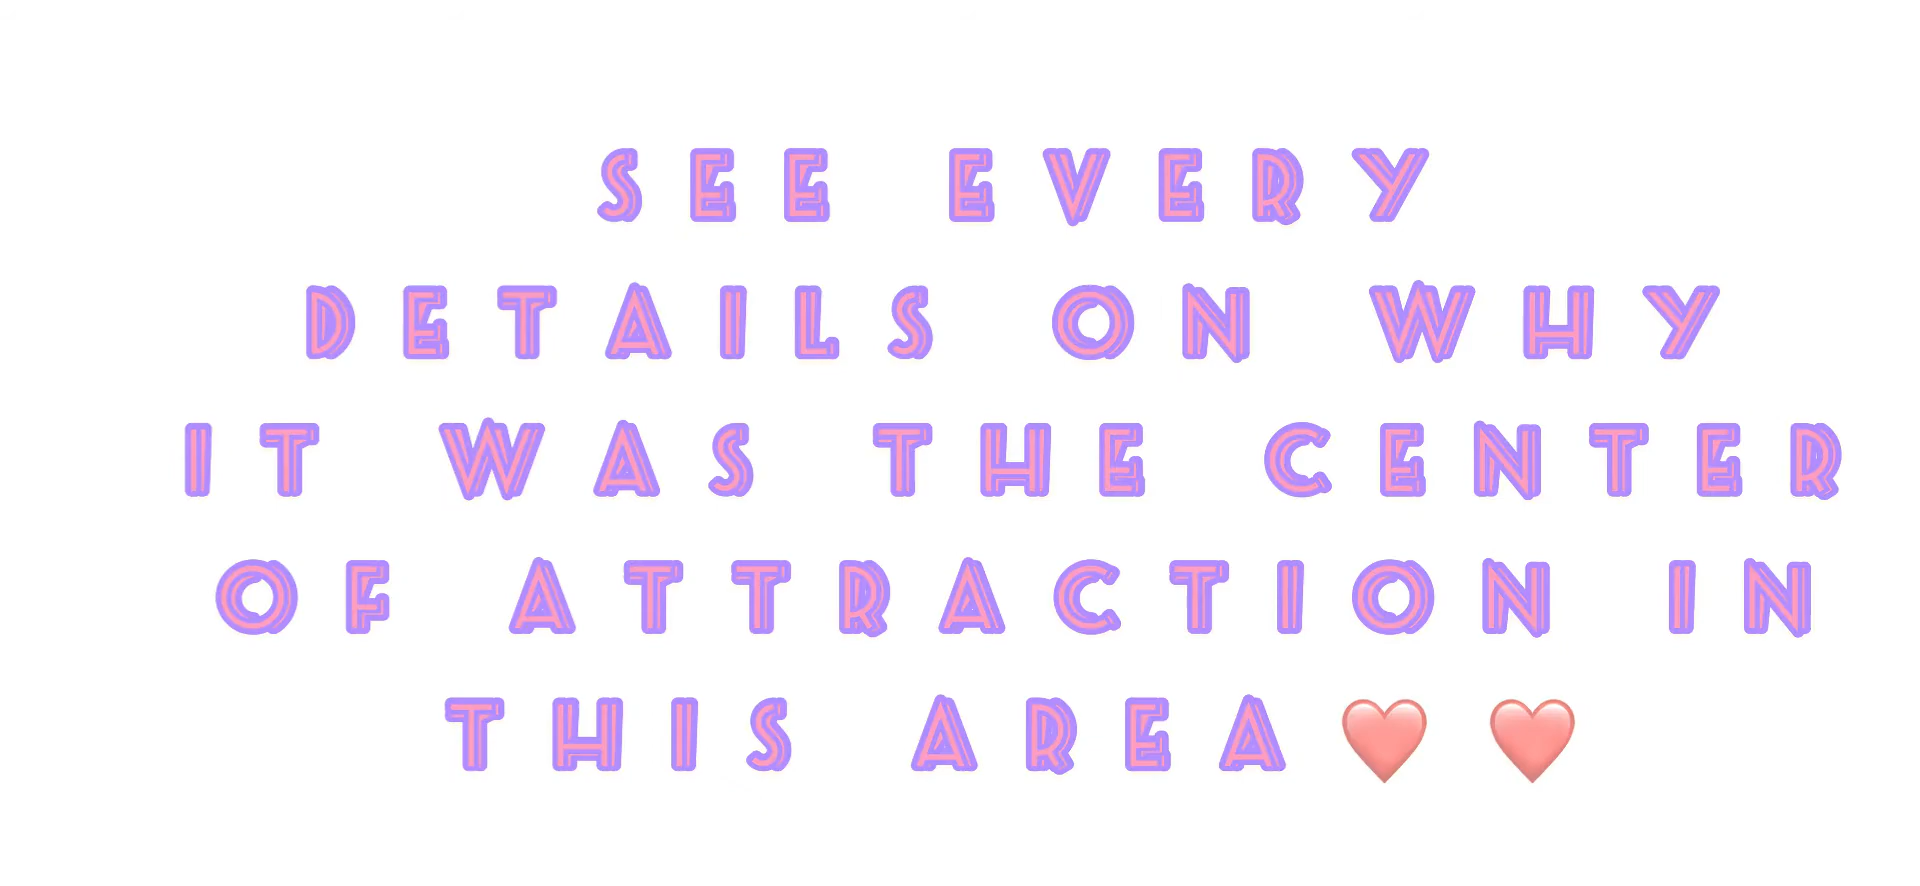 SEE EVERY
DETAILS ON WHY
IT WAS THE CENTER
OF ATTRACTION IN
THIS AREA🩷 🩷